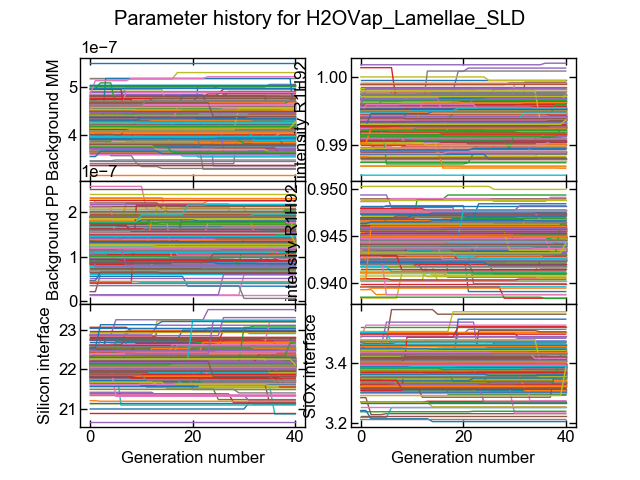 Parameter history for H2OVap_Lamellae_SLD
1e−7
Background MM
5
4
intensity R1H92
1.00
0.99
1e−7
Background PP
2
1
0
intensity R1H92
0.950
0.945
0.940
Silicon interface
23
22
21
SiOx interface
3.4
3.2
0
20
40
0
20
40
Generation number
Generation number